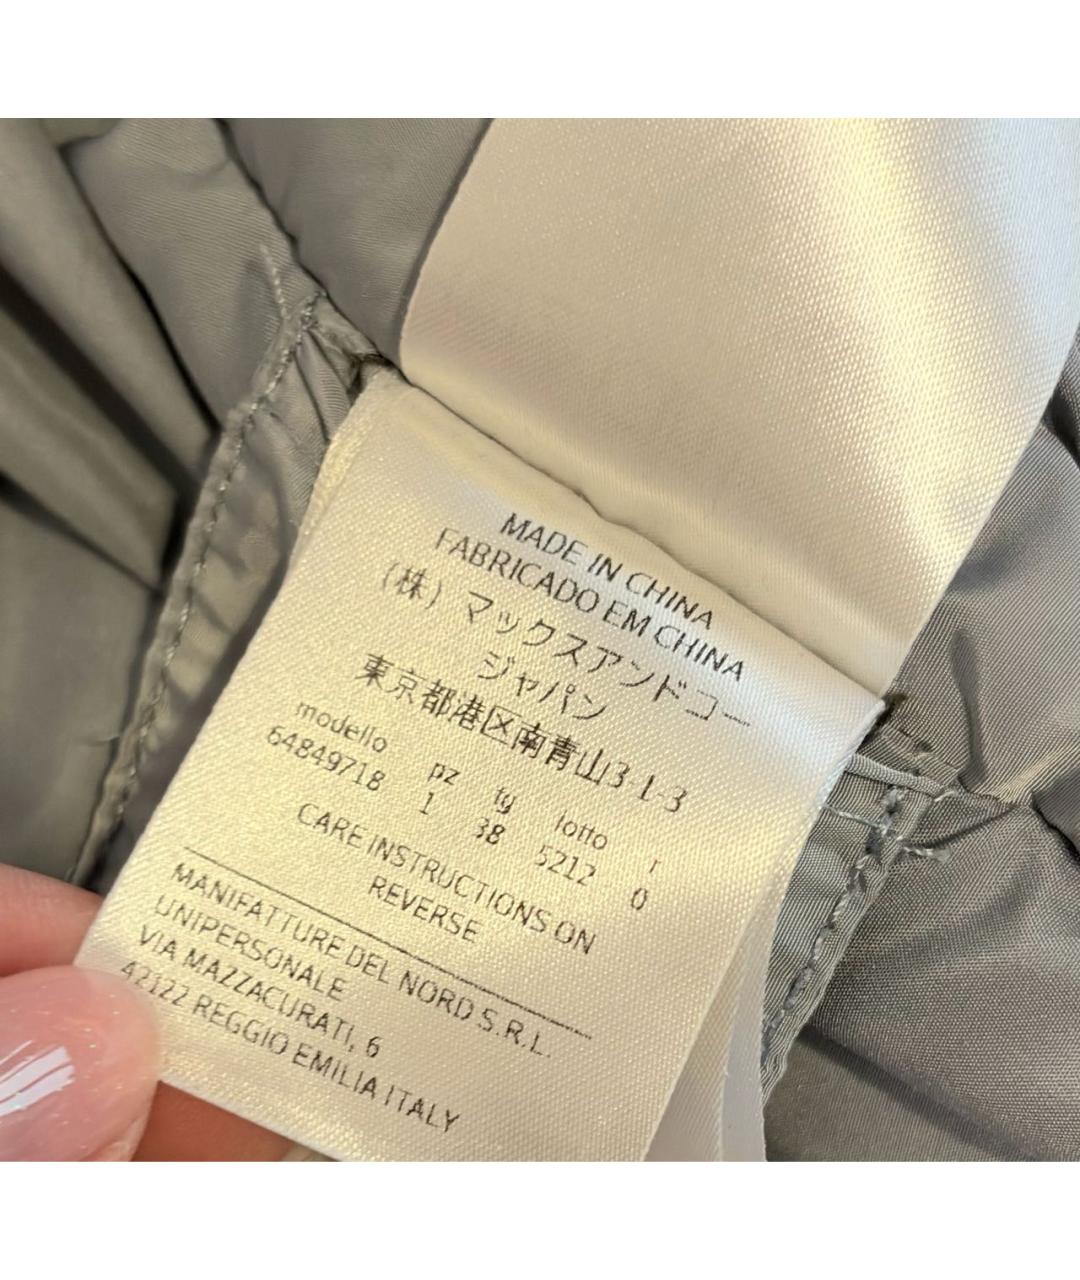 MADE IN CHINA
FABRICADO EM CHINA
(株) マックスアンドコー
ジャパン
東京都港区南青山3-1-3
modello pz tg lotto r
64849718 1 38 5212 0
CARE INSTRUCTIONS ON
REVERSE
MANIFATTURE DEL NORD S.R.L.
UNIPERSONALE
VIA MAZZACURATI, 6
42122 REGGIO EMILIA ITALY